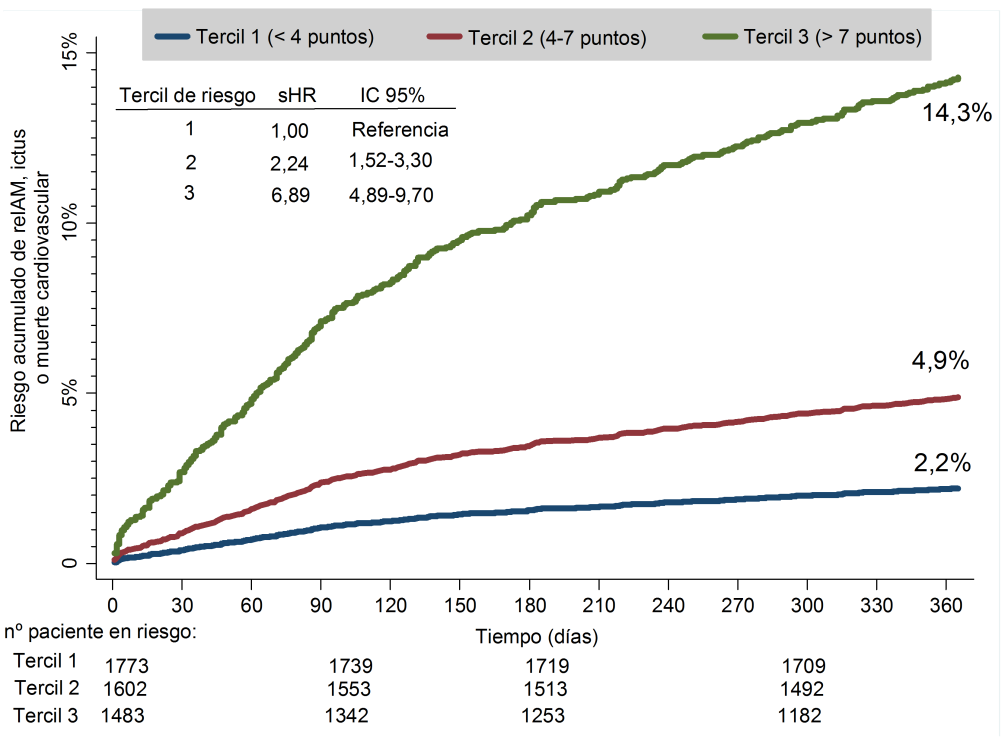 Tercil 1 (< 4 puntos) Tercil 2 (4-7 puntos) Tercil 3 (> 7 puntos)
Tercil de riesgo sHR IC 95%
1 1,00 Referencia
2 2,24 1,52-3,30
3 6,89 4,89-9,70
Riesgo acumulado de reIAM, ictus
o muerte cardiovascular
15%
10%
5%
0
14,3%
4,9%
2,2%
0 30 60 90 120 150 180 210 240 270 300 330 360
Tiempo (días)
nº paciente en riesgo:
Tercil 1 1773 1739 1719 1709
Tercil 2 1602 1553 1513 1492
Tercil 3 1483 1342 1253 1182